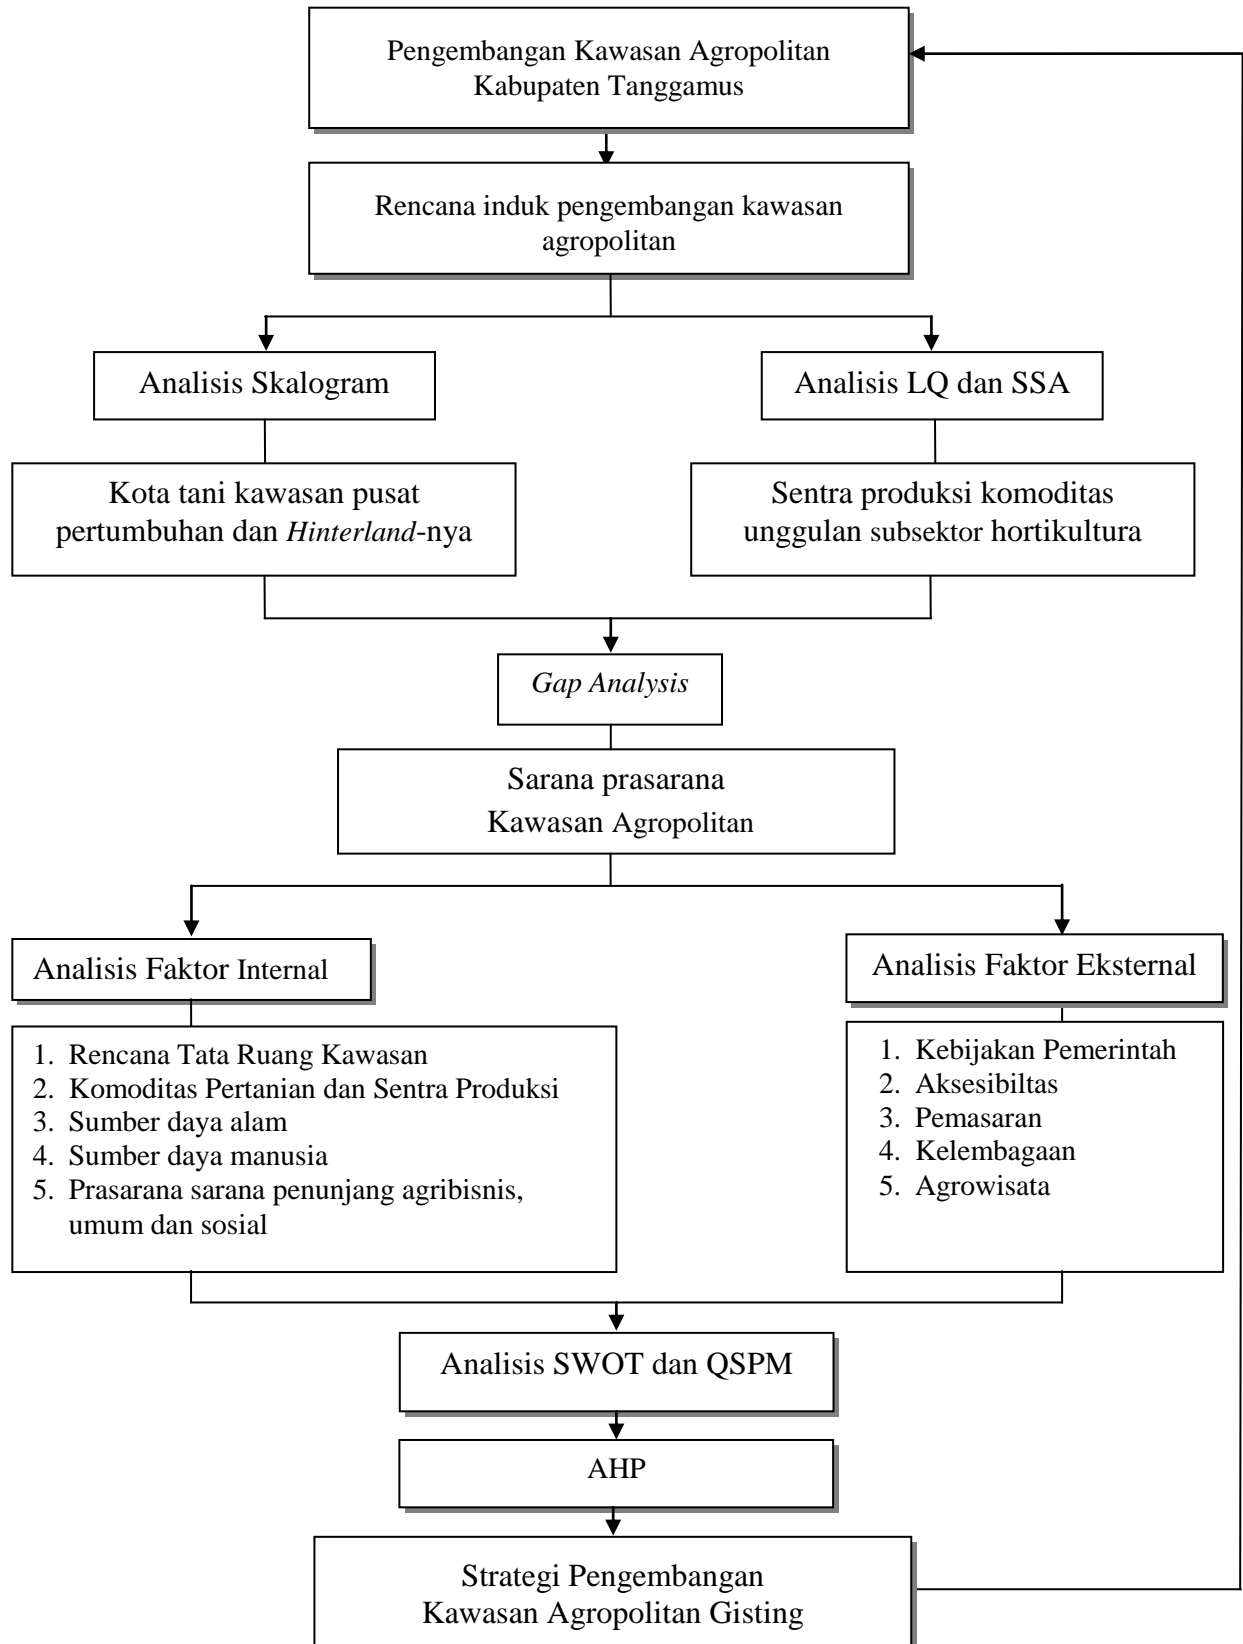 Pengembangan Kawasan Agropolitan
Kabupaten Tanggamus
Rencana induk pengembangan kawasan
agropolitan
Analisis Skalogram
Analisis LQ dan SSA
Kota tani kawasan pusat
pertumbuhan dan Hinterland-nya
Sentra produksi komoditas
unggulan subsektor hortikultura
Gap Analysis
Sarana prasarana
Kawasan Agropolitan
Analisis Faktor Internal
Analisis Faktor Eksternal
1. Rencana Tata Ruang Kawasan
2. Komoditas Pertanian dan Sentra Produksi
3. Sumber daya alam
4. Sumber daya manusia
5. Prasarana sarana penunjang agribisnis,
umum dan sosial
1. Kebijakan Pemerintah
2. Aksesibiltas
3. Pemasaran
4. Kelembagaan
5. Agrowisata
Analisis SWOT dan QSPM
AHP
Strategi Pengembangan
Kawasan Agropolitan Gisting